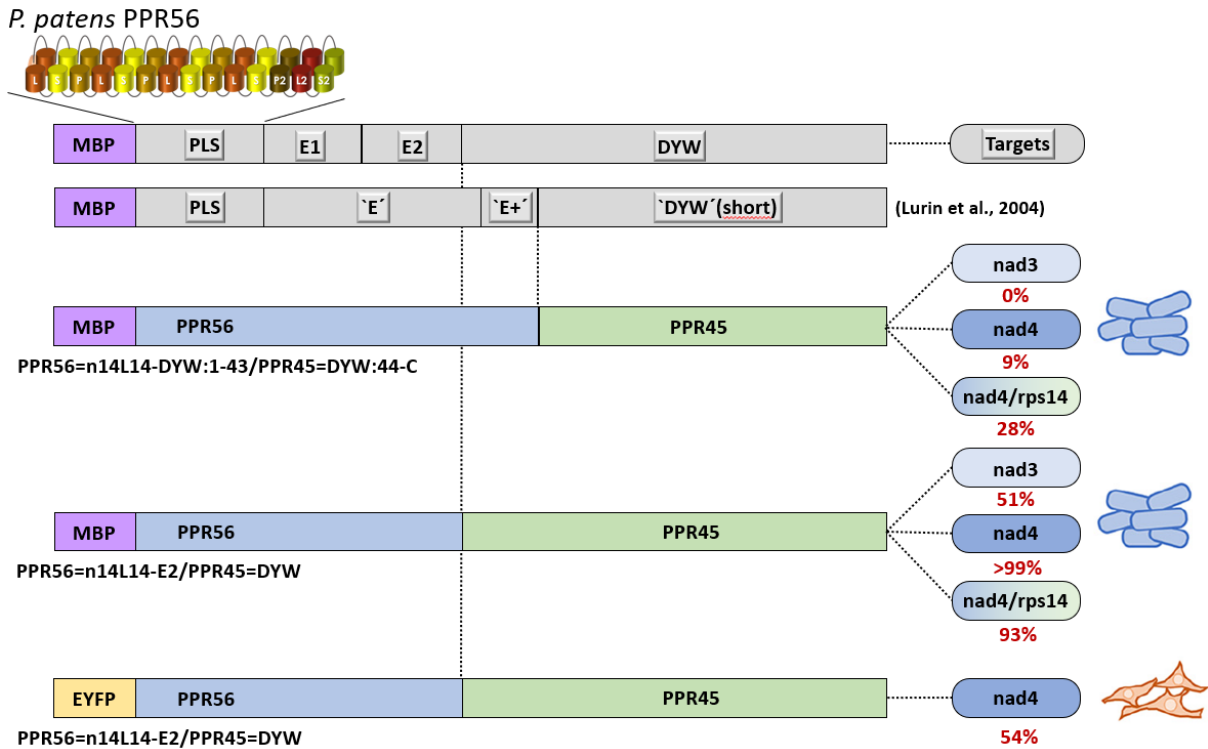 P. patens PPR56
L S P L S P L S P L S P2 L2 S2
MBP PLS E1 E2 DYW Targets
MBP PLS `E´ `E+´ `DYW´(short) (Lurin et al., 2004)
nad3
0%
MBP PPR56 PPR45 nad4
PPR56=n14L14-DYW:1-43/PPR45=DYW:44-C 9%
nad4/rps14
28%
nad3
51%
MBP PPR56 PPR45 nad4
PPR56=n14L14-E2/PPR45=DYW >99%
nad4/rps14
93%
EYFP PPR56 PPR45 nad4
PPR56=n14L14-E2/PPR45=DYW 54%